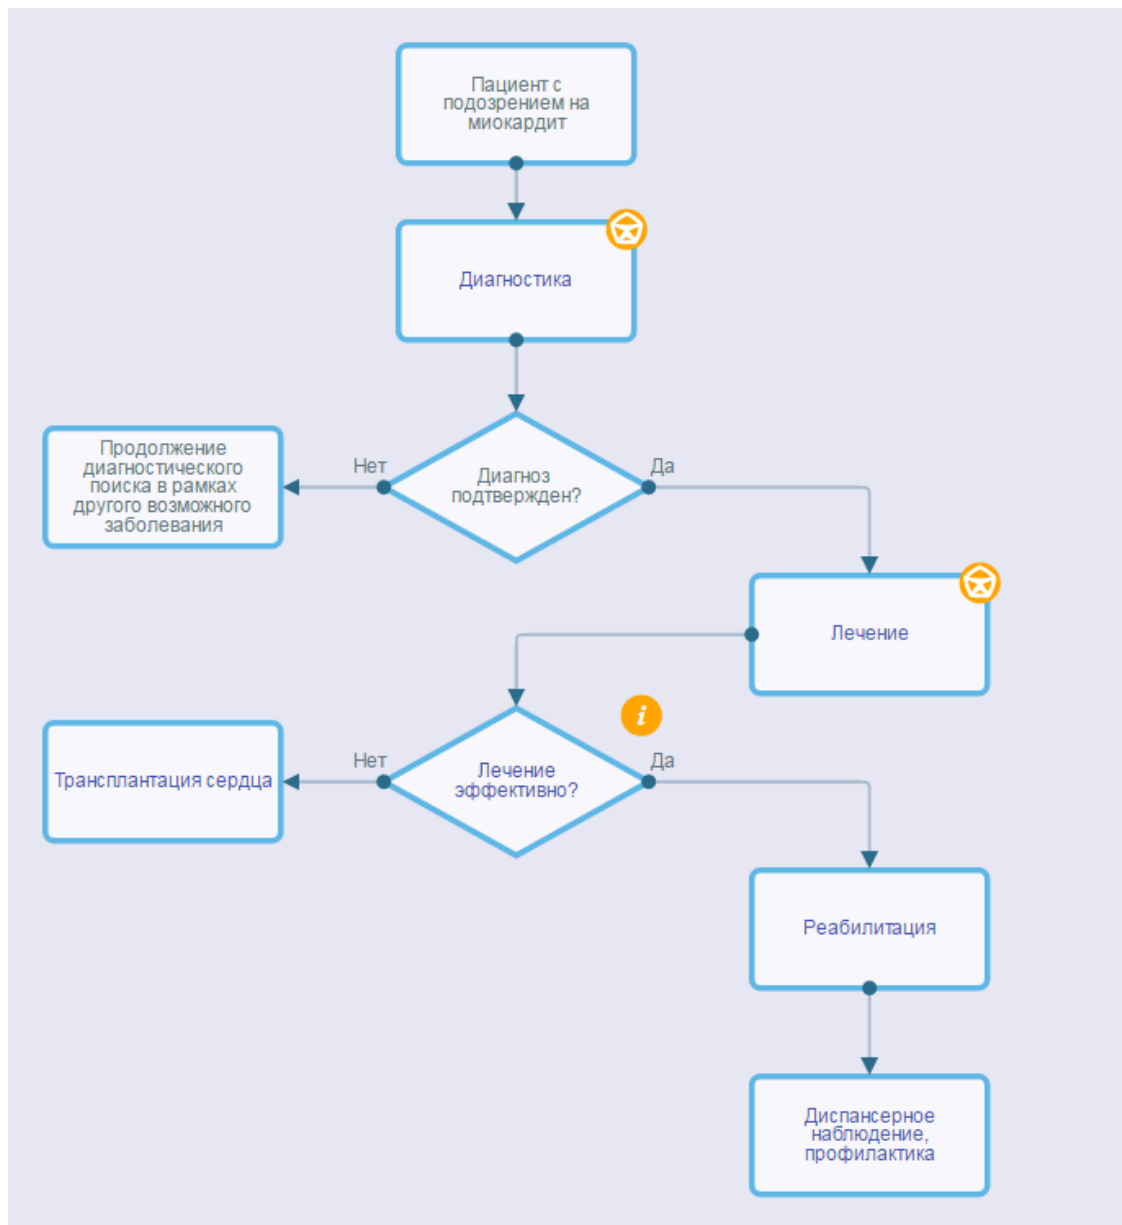 Пациент с
подозрением на
миокардит
Диагностика
Продолжение
диагностического
поиска в рамках
другого возможного
заболевания
Нет
Диагноз
подтвержден?
Да
Лечение
i
Трансплантация сердца
Нет
Лечение
эффективно?
Да
Реабилитация
Диспансерное
наблюдение,
профилактика